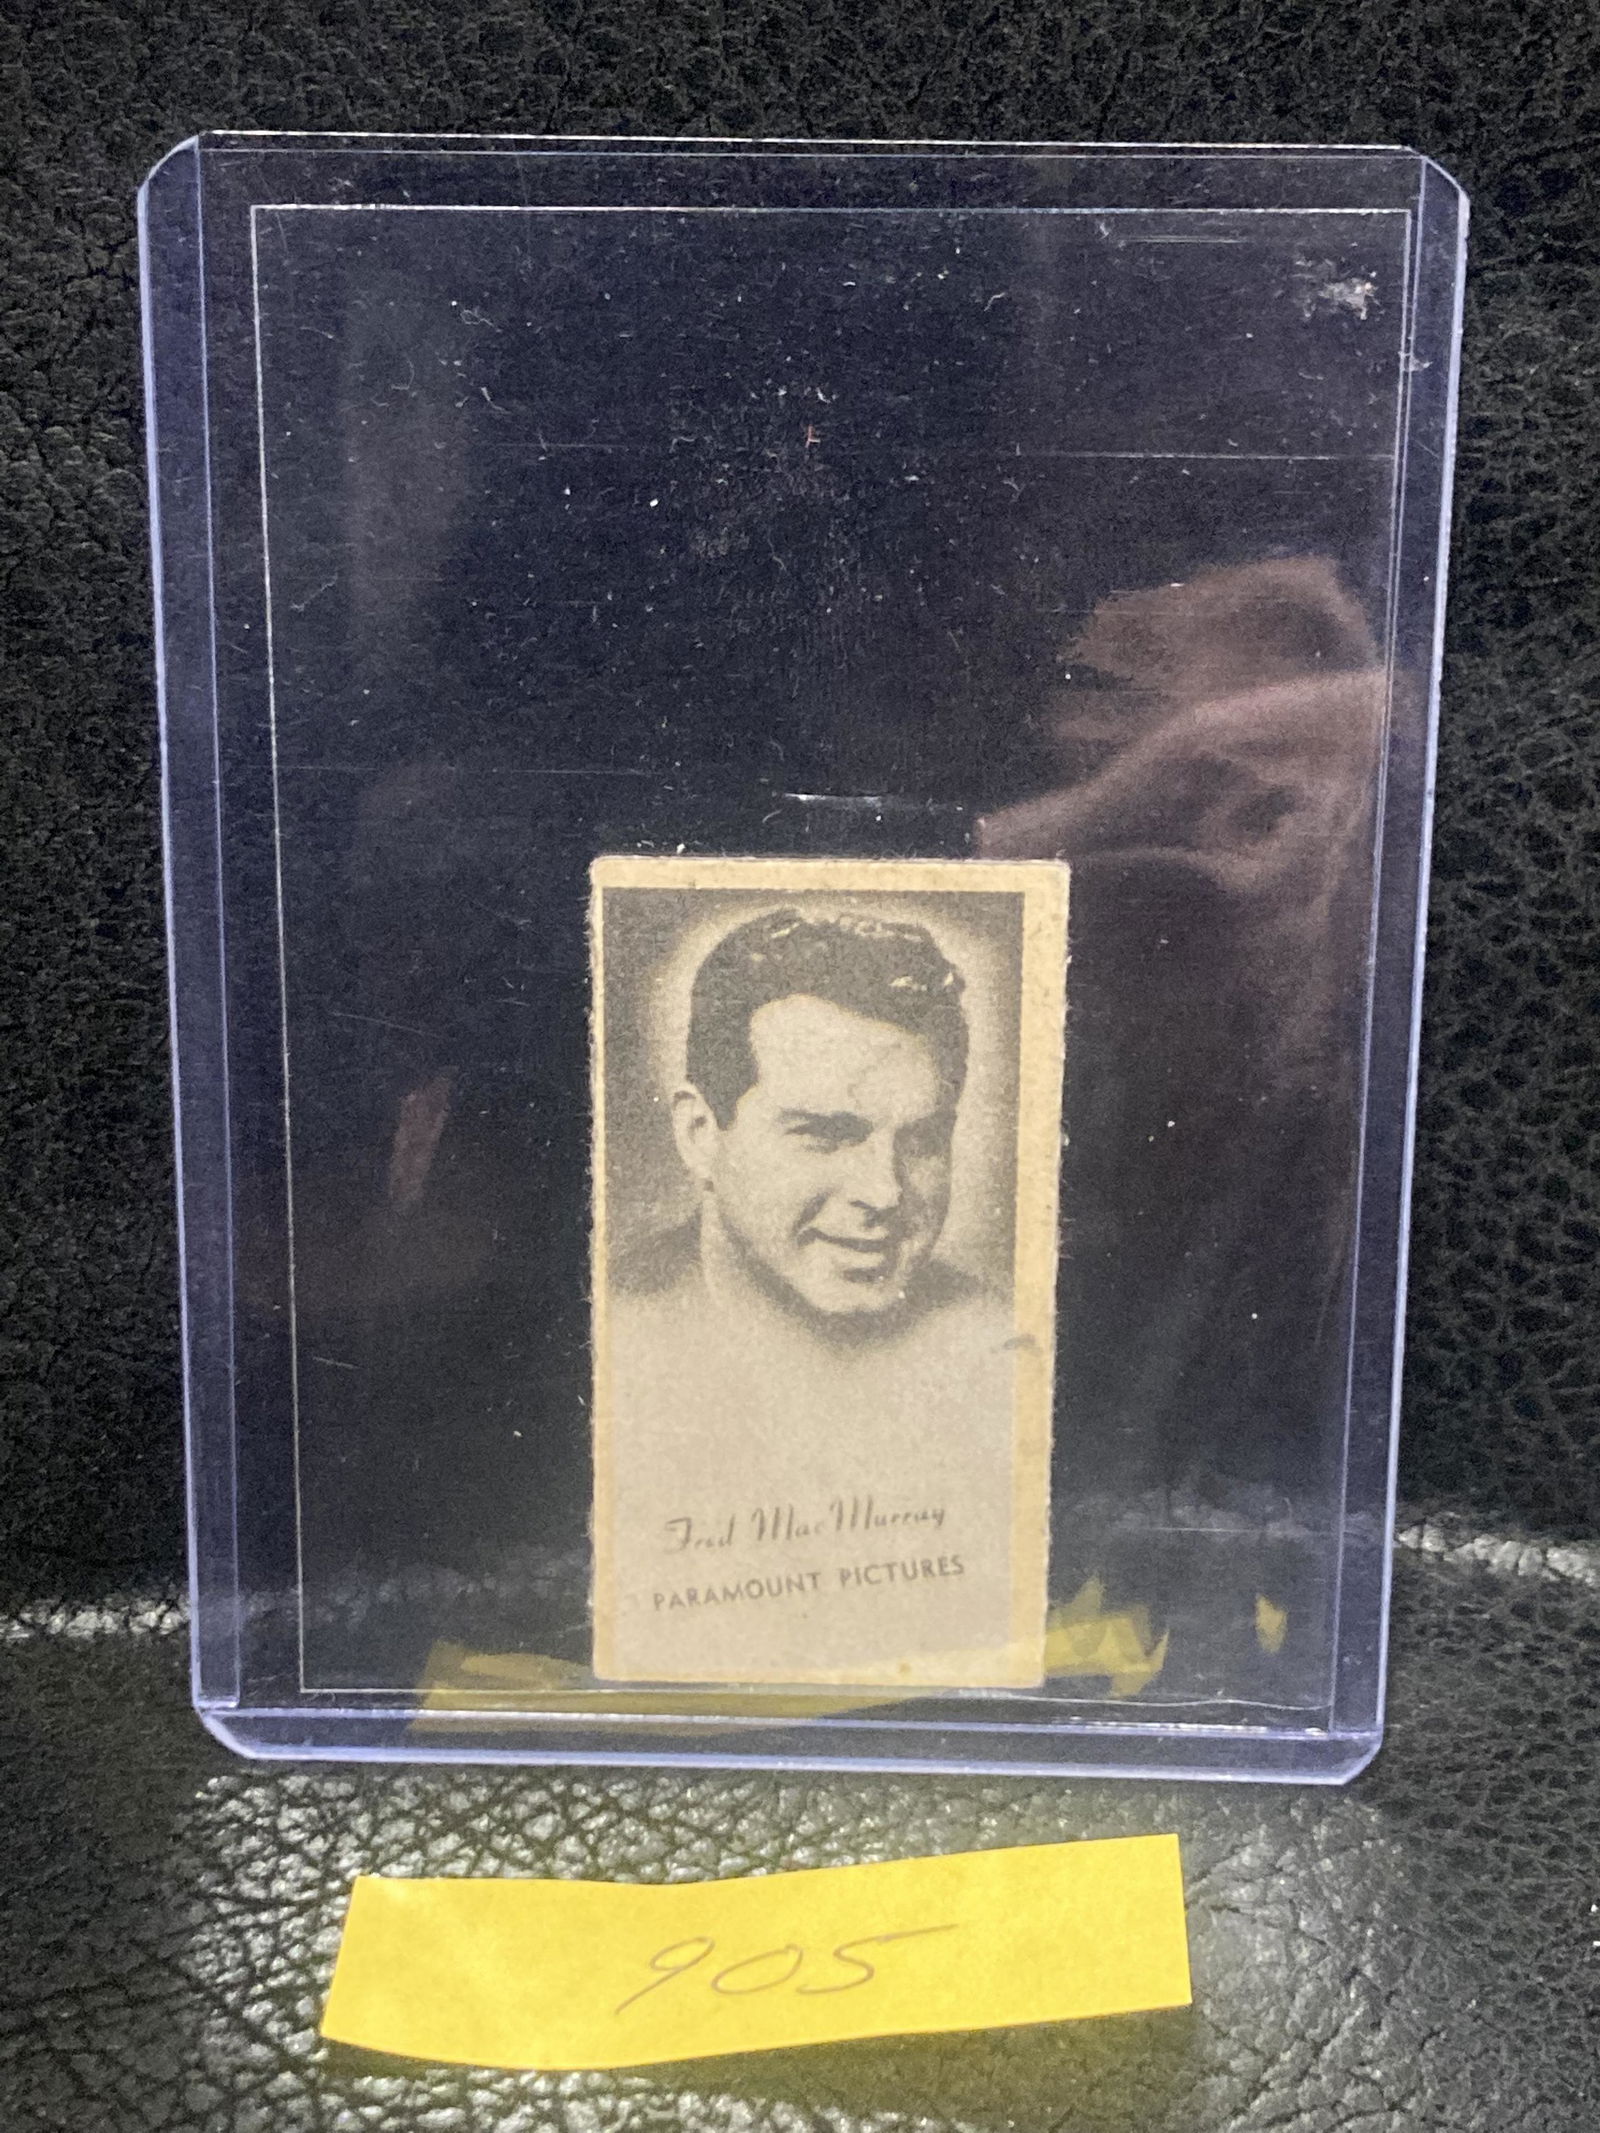 Fred MacMurray
PARAMOUNT PICTURES
905